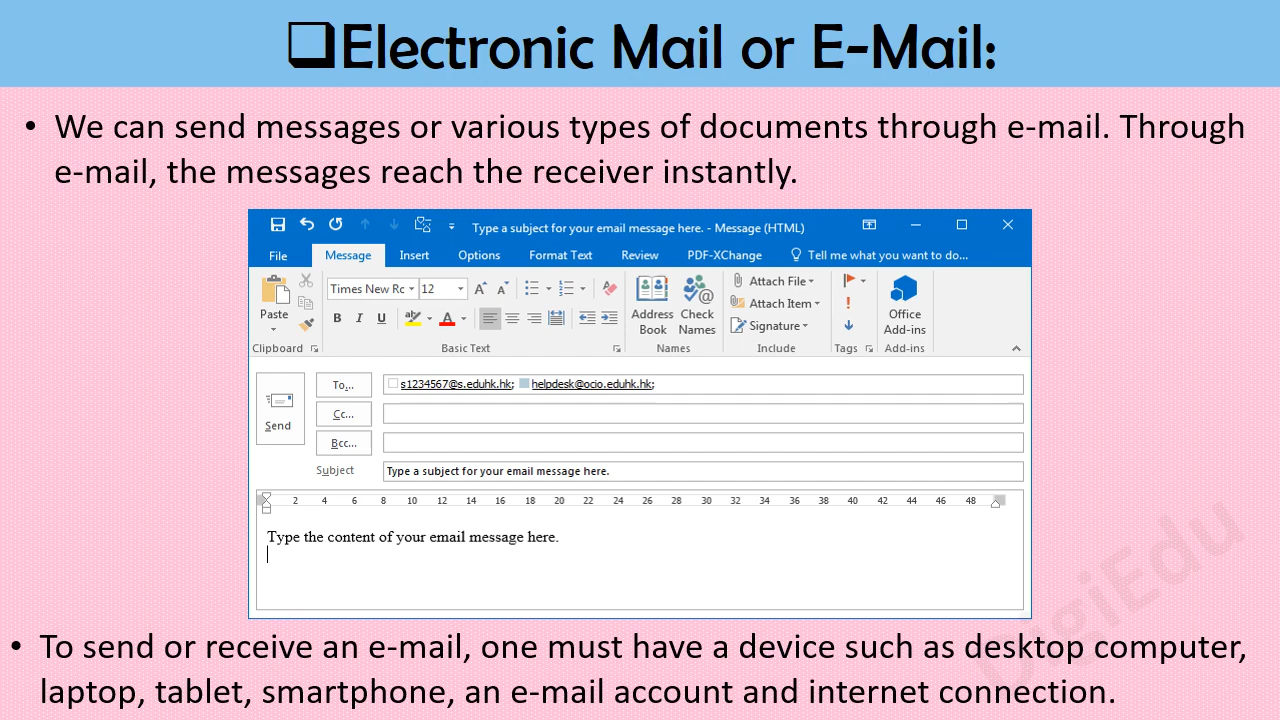 ❑Electronic Mail or E-Mail:
• We can send messages or various types of documents through e-mail. Through
e-mail, the messages reach the receiver instantly.
Type a subject for your email message here. - Message (HTML)
File Message Insert Options Format Text Review PDF-XChange Tell me what you want to do...
Times New Rc 12
Paste
B I U
Address Book
Check Names
Attach File
Attach Item
Signature
Office Add-ins
Clipboard Basic Text Names Include Tags Add-ins
Send
To... s1234567@s.eduhk.hk; helpdesk@ocio.eduhk.hk;
Cc...
Bcc...
Subject Type a subject for your email message here.
2 4 6 8 10 12 14 16 18 20 22 24 26 28 30 32 34 36 38 40 42 44 46 48
Type the content of your email message here.
DigiEdu
• To send or receive an e-mail, one must have a device such as desktop computer,
laptop, tablet, smartphone, an e-mail account and internet connection.